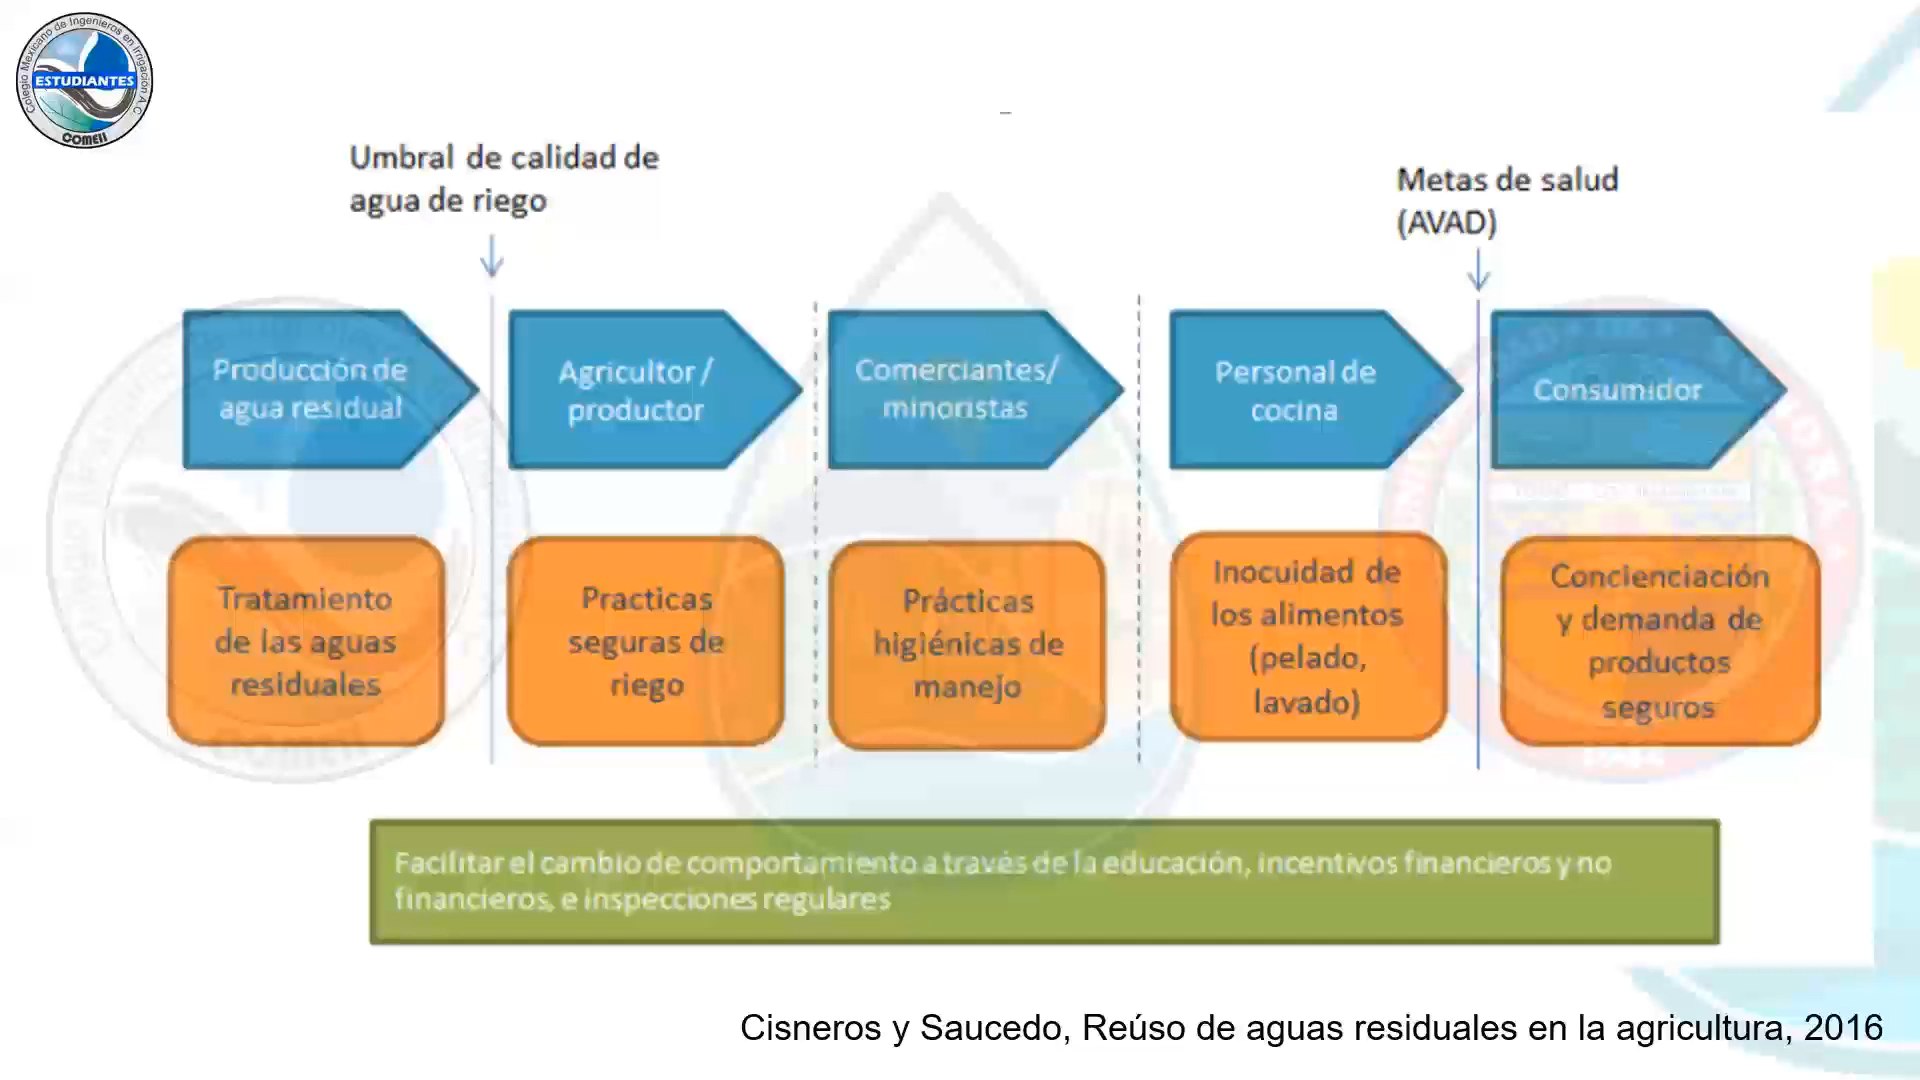 Colegio Mexicano de Ingenieros en Irrigación A.C.
ESTUDIANTES
COMEII
Umbral de calidad de
agua de riego
Metas de salud
(AVAD)
Producción de
agua residual
Agricultor /
productor
Comerciantes/
minoristas
Personal de
cocina
Consumidor
Tratamiento
de las aguas
residuales
Practicas
seguras de
riego
Prácticas
higiénicas de
manejo
Inocuidad de
los alimentos
(pelado,
lavado)
Concienciación
y demanda de
productos
seguros
Facilitar el cambio de comportamiento a través de la educación, incentivos financieros y no
financieros, e inspecciones regulares
Cisneros y Saucedo, Reúso de aguas residuales en la agricultura, 2016